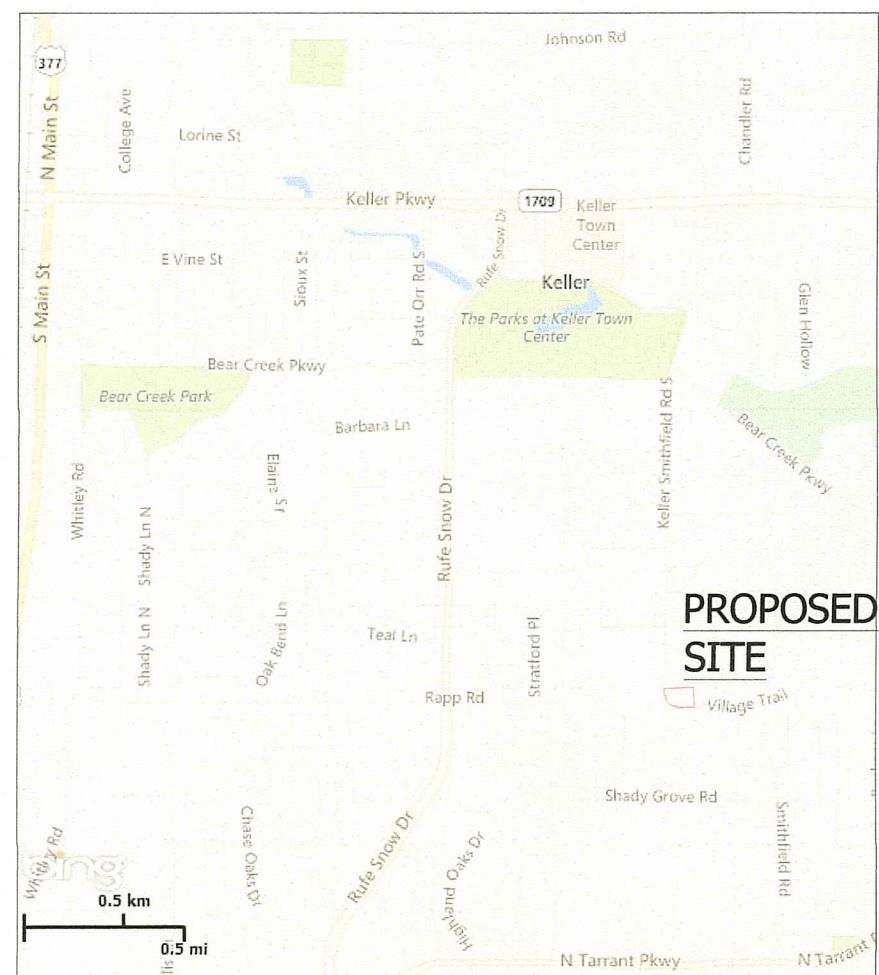 Johnson Rd
377
N Main St
College Ave
Lorine St
Chandler Rd
Keller Pkwy
1709
Keller
Town
Center
Rufe Snow Dr
E Vine St
Sioux St
Pate Orr Rd S
S Main St
Keller
Glen Hollow
The Parks at Keller Town
Center
Bear Creek Pkwy
Bear Creek Park
Keller Smithfield Rd S
Bear Creek Pkwy
Barbara Ln
Whitley Rd
Elaine St
Shady Ln N
Rufe Snow Dr
PROPOSED
SITE
Shady Ln N
Oak Bend Ln
Teal Ln
Stratford Pl
Rapp Rd
Village Trail
Shady Grove Rd
Smithfield Rd
Chase Oaks Dr
Rufe Snow Dr
Highland Oaks Dr
Whitley Rd
bing
0.5 km
0.5 mi
N Tarrant Pkwy
N Tarrant